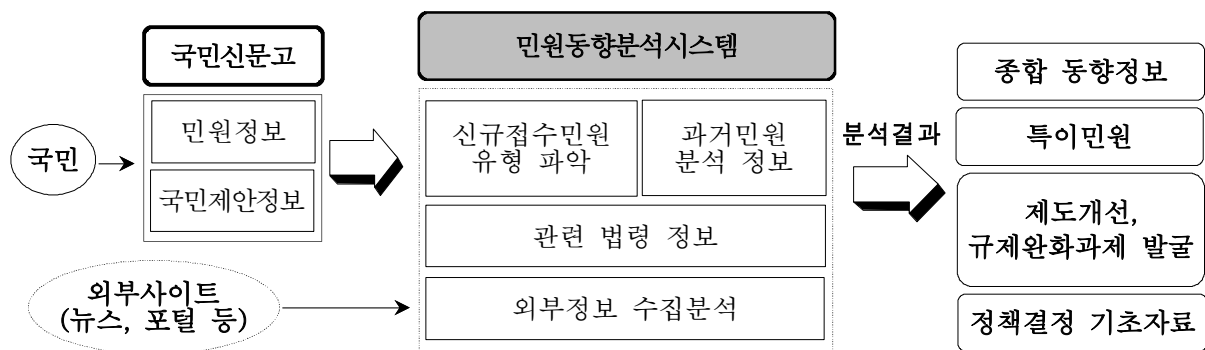 국민신문고
민원동향분석시스템
국민
민원정보
국민제안정보
신규접수민원
유형 파악
과거민원
분석 정보
관련 법령 정보
외부사이트
(뉴스, 포털 등)
외부정보 수집분석
분석결과
종합 동향정보
특이민원
제도개선,
규제완화과제 발굴
정책결정 기초자료